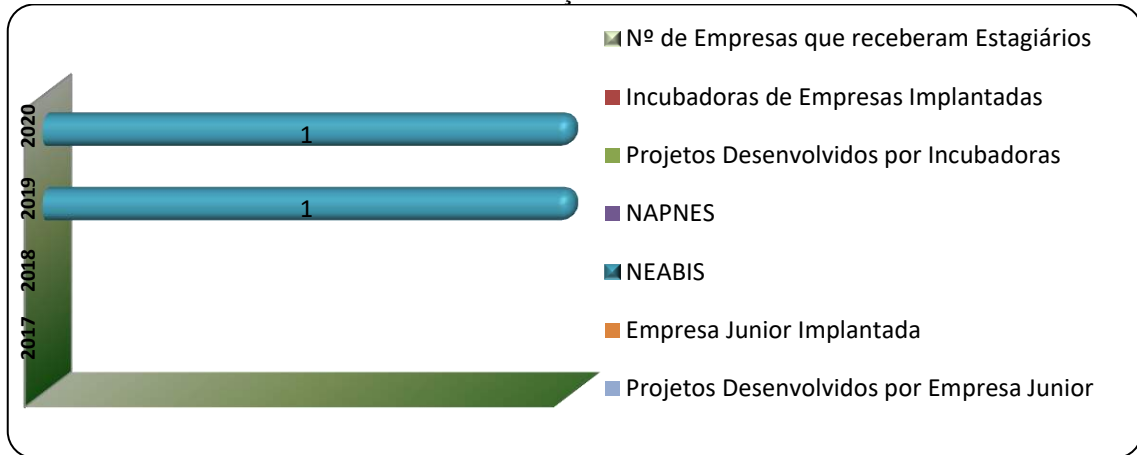 2020
1
2019
1
2018
2017
Nº de Empresas que receberam Estagiários
Incubadoras de Empresas Implantadas
Projetos Desenvolvidos por Incubadoras
NAPNES
NEABIS
Empresa Junior Implantada
Projetos Desenvolvidos por Empresa Junior